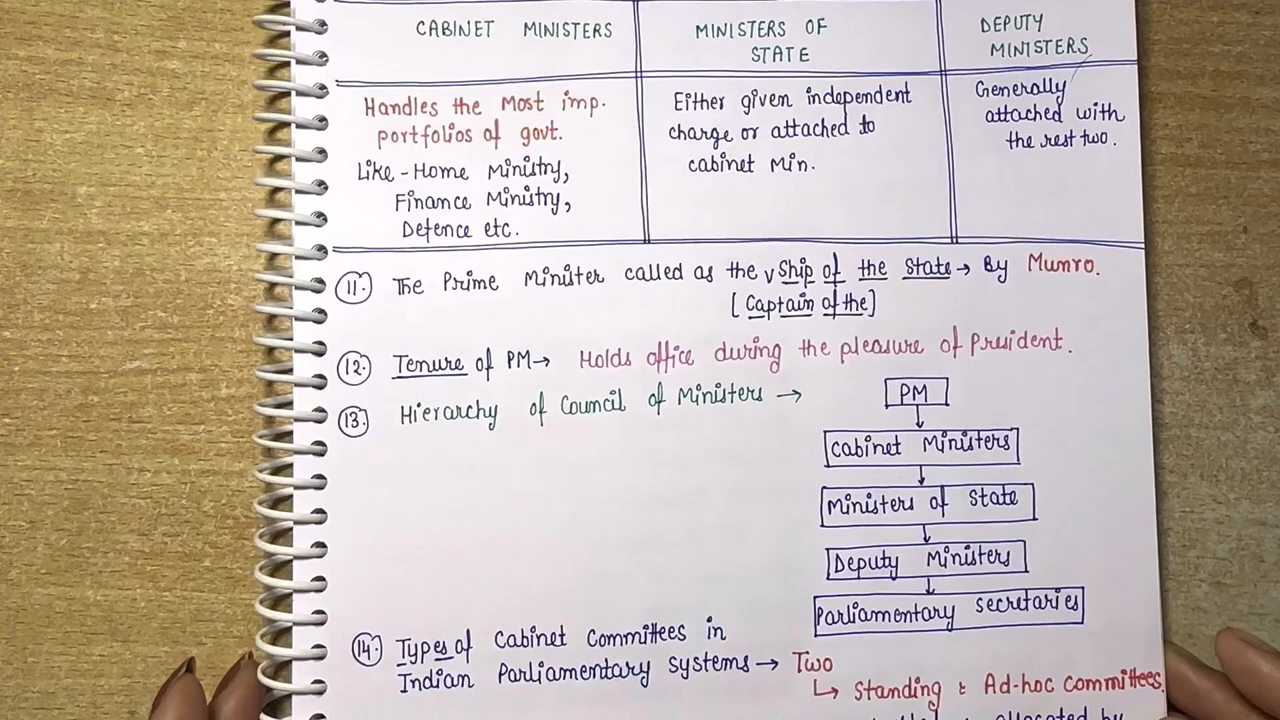 CABINET MINISTERS
MINISTERS OF
STATE
DEPUTY
MINISTERS
Handles the Most imp.
portfolios of govt.
Like - Home Ministry,
Finance Ministry,
Defence etc.
Either given independent
charge or attached to
cabinet Min.
Generally
attached with
the rest two.
11. The Prime Minister called as the v Ship of the State → By Munro.
[Captain of the]
12. Tenure of PM → Holds office during the pleasure of President.
13. Hierarchy of Council of Ministers →
PM
Cabinet Ministers
Ministers of State
Deputy Ministers
Parliamentary secretaries
14. Types of Cabinet Committees in
Indian Parliamentary systems → Two
↳ Standing & Ad-hoc committees.
is allocated by